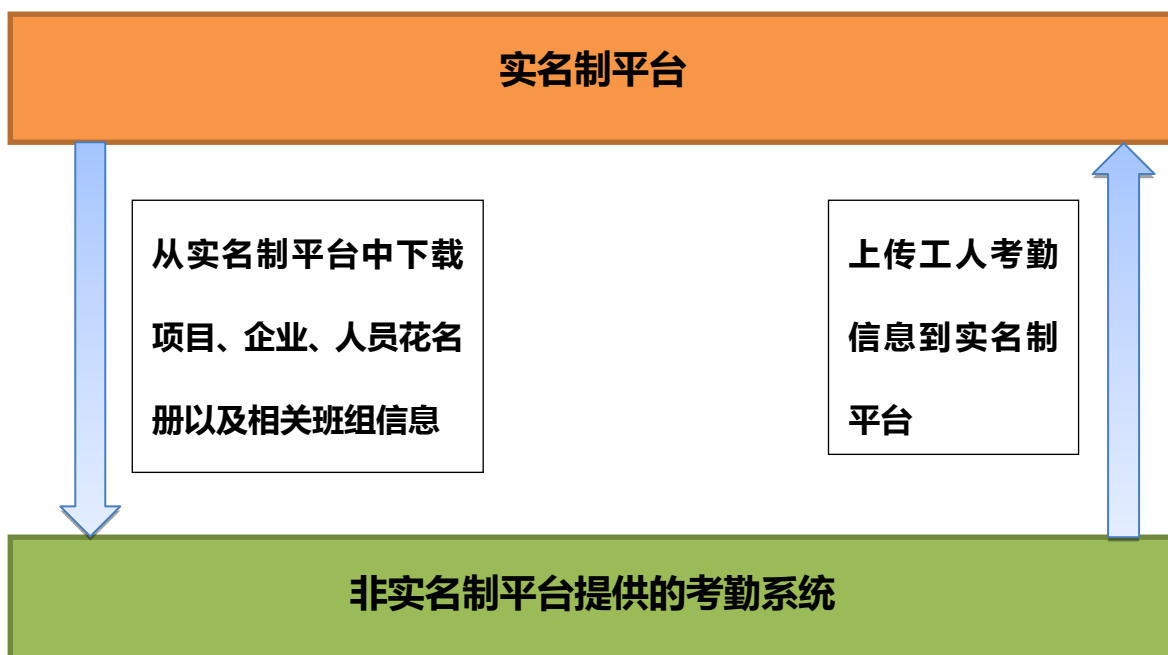 实名制平台
从实名制平台中下载
项目、企业、人员花名
册以及相关班组信息
上传工人考勤
信息到实名制
平台
非实名制平台提供的考勤系统